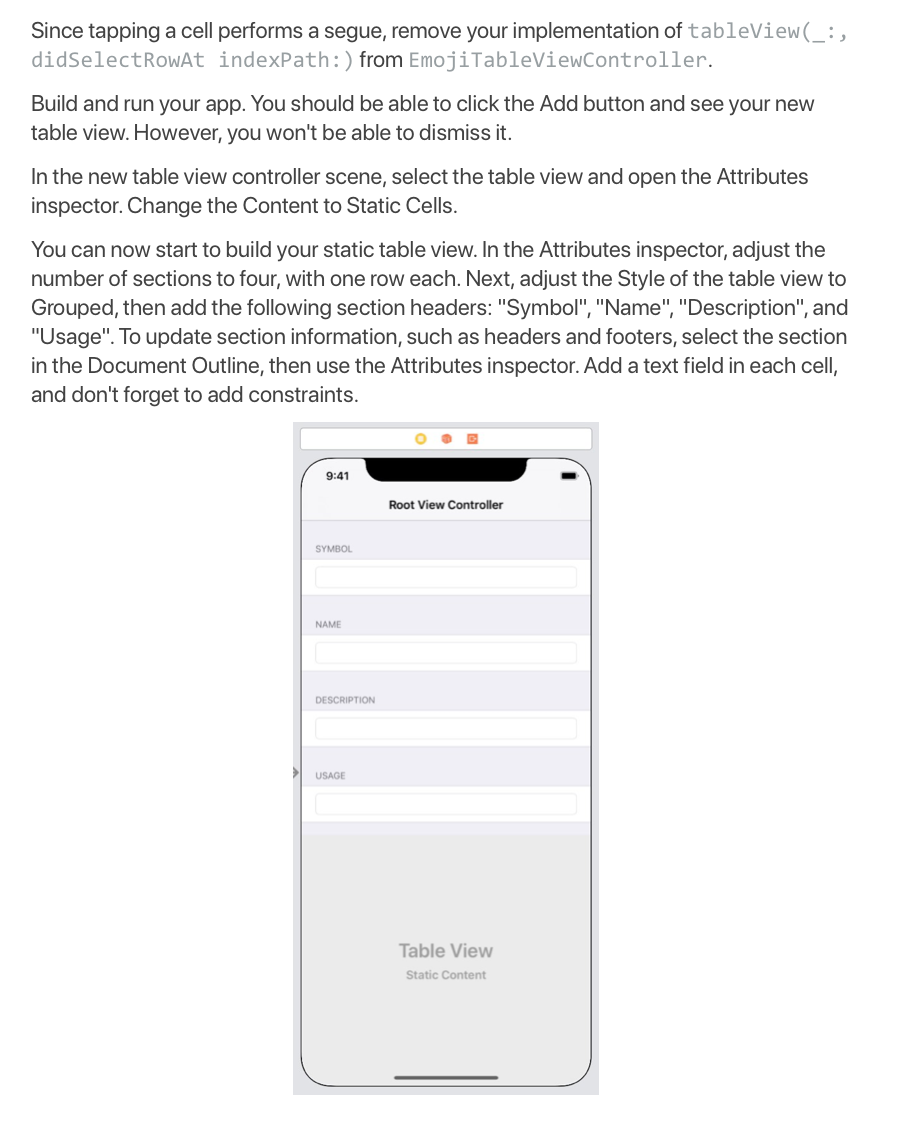 Since tapping a cell performs a segue, remove your implementation of tableView(_:,
didSelectRowAt indexPath:) from EmojiTableViewController.
Build and run your app. You should be able to click the Add button and see your new
table view. However, you won't be able to dismiss it.
In the new table view controller scene, select the table view and open the Attributes
inspector. Change the Content to Static Cells.
You can now start to build your static table view. In the Attributes inspector, adjust the
number of sections to four, with one row each. Next, adjust the Style of the table view to
Grouped, then add the following section headers: "Symbol", "Name", "Description", and
"Usage". To update section information, such as headers and footers, select the section
in the Document Outline, then use the Attributes inspector. Add a text field in each cell,
and don't forget to add constraints.
9:41
Root View Controller
SYMBOL
NAME
DESCRIPTION
USAGE
Table View
Static Content